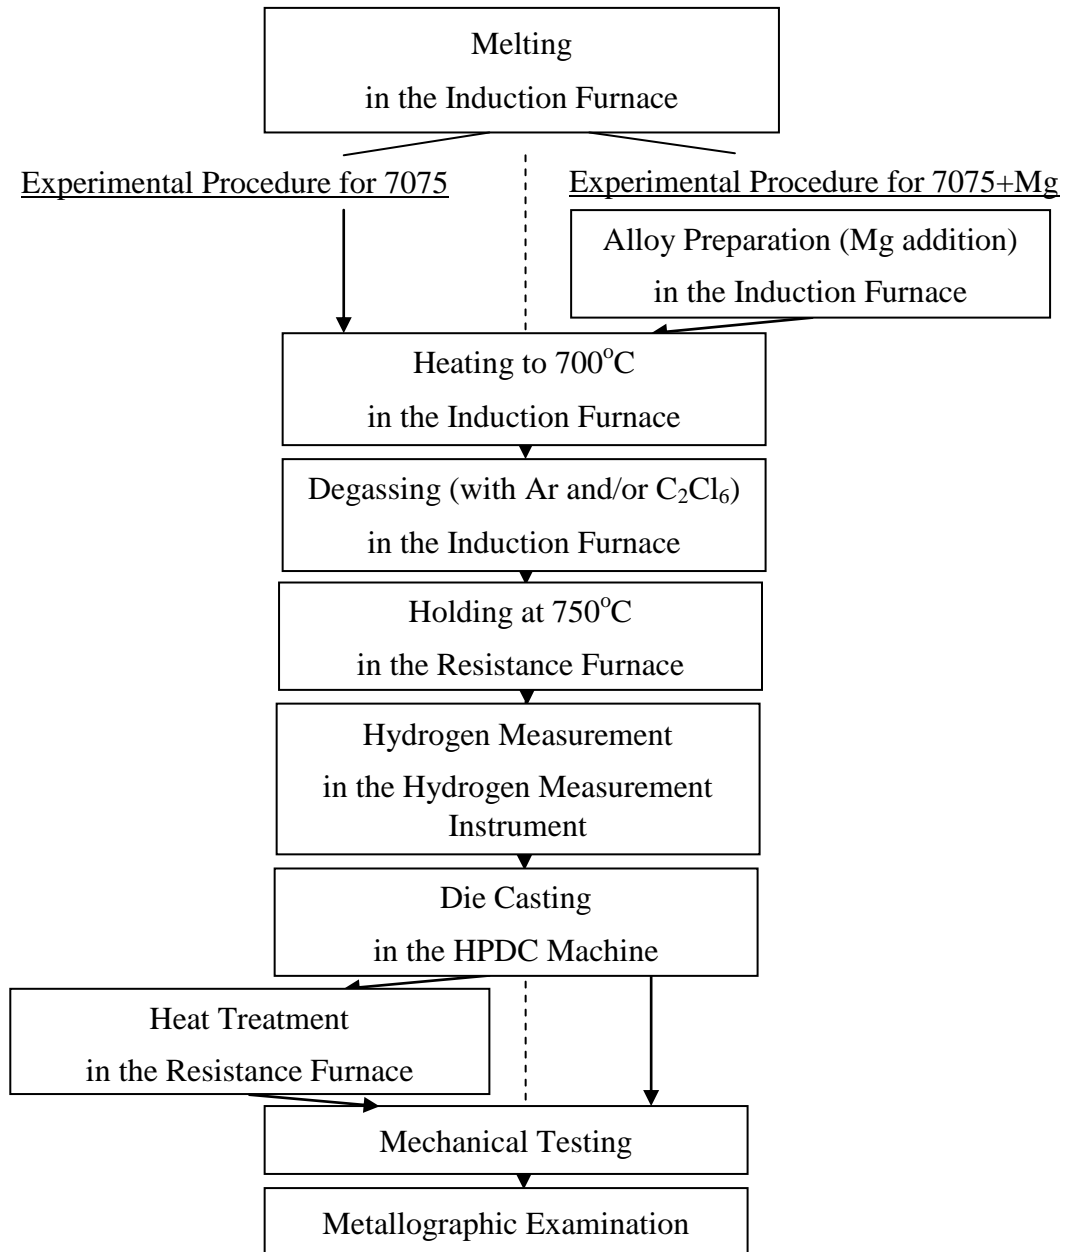 Melting
in the Induction Furnace
Experimental Procedure for 7075
Experimental Procedure for 7075+Mg
Alloy Preparation (Mg addition)
in the Induction Furnace
Heating to 700°C
in the Induction Furnace
Degassing (with Ar and/or C₂Cl₆)
in the Induction Furnace
Holding at 750°C
in the Resistance Furnace
Hydrogen Measurement
in the Hydrogen Measurement
Instrument
Die Casting
in the HPDC Machine
Heat Treatment
in the Resistance Furnace
Mechanical Testing
Metallographic Examination